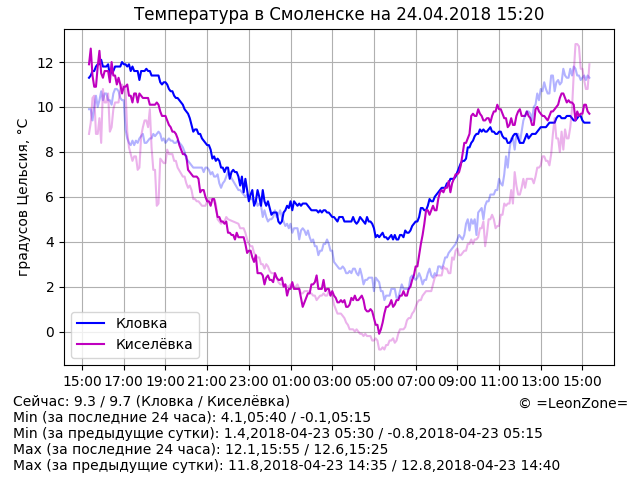 Температура в Смоленске на 24.04.2018 15:20
градусов Цельсия, °C
12
10
8
6
4
2
0
Кловка
Киселёвка
15:00 17:00 19:00 21:00 23:00 01:00 03:00 05:00 07:00 09:00 11:00 13:00 15:00
Сейчас: 9.3 / 9.7 (Кловка / Киселёвка)
© =LeonZone=
Min (за последние 24 часа): 4.1,05:40 / -0.1,05:15
Min (за предыдущие сутки): 1.4,2018-04-23 05:30 / -0.8,2018-04-23 05:15
Max (за последние 24 часа): 12.1,15:55 / 12.6,15:25
Max (за предыдущие сутки): 11.8,2018-04-23 14:35 / 12.8,2018-04-23 14:40